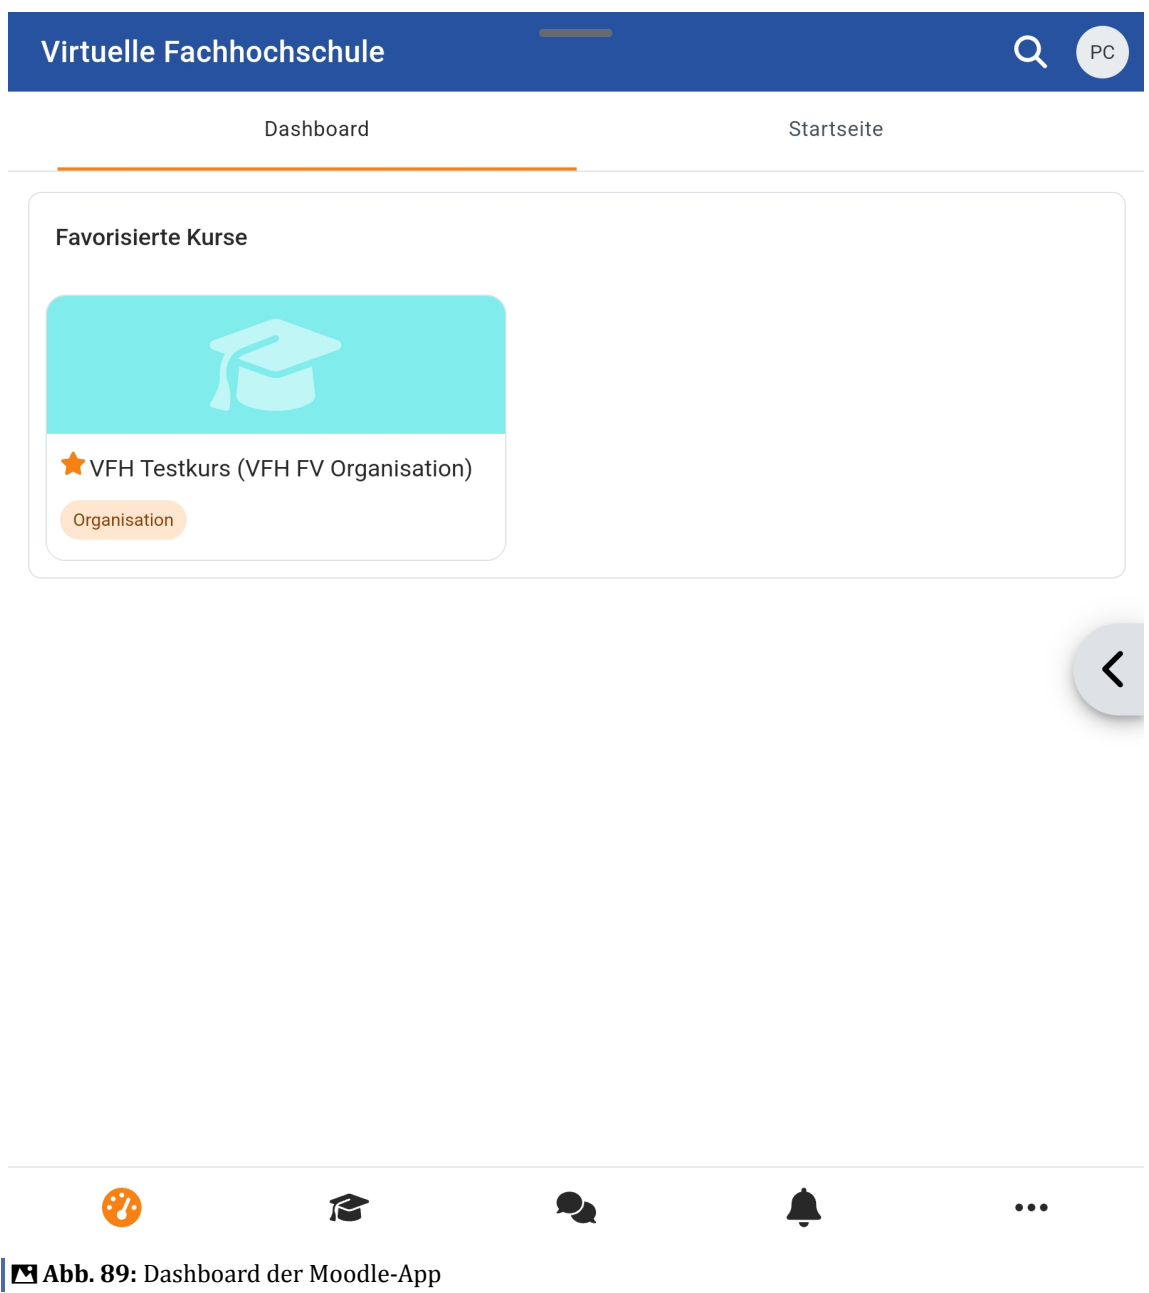 Virtuelle Fachhochschule
PC
Dashboard
Startseite
Favorisierte Kurse
VFH Testkurs (VFH FV Organisation)
Organisation
Abb. 89: Dashboard der Moodle-App